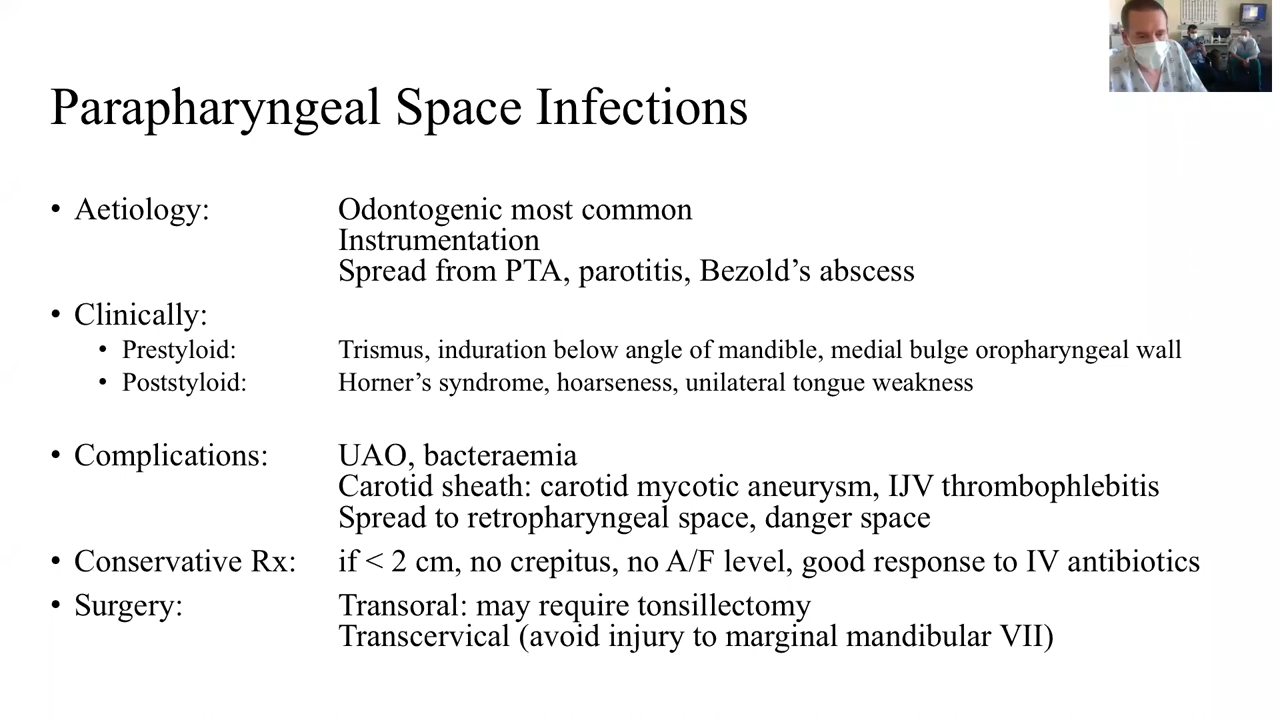 Parapharyngeal Space Infections
• Aetiology: Odontogenic most common
Instrumentation
Spread from PTA, parotitis, Bezold’s abscess
• Clinically:
• Prestyloid: Trismus, induration below angle of mandible, medial bulge oropharyngeal wall
• Poststyloid: Horner’s syndrome, hoarseness, unilateral tongue weakness
• Complications: UAO, bacteraemia
Carotid sheath: carotid mycotic aneurysm, IJV thrombophlebitis
Spread to retropharyngeal space, danger space
• Conservative Rx: if < 2 cm, no crepitus, no A/F level, good response to IV antibiotics
• Surgery: Transoral: may require tonsillectomy
Transcervical (avoid injury to marginal mandibular VII)